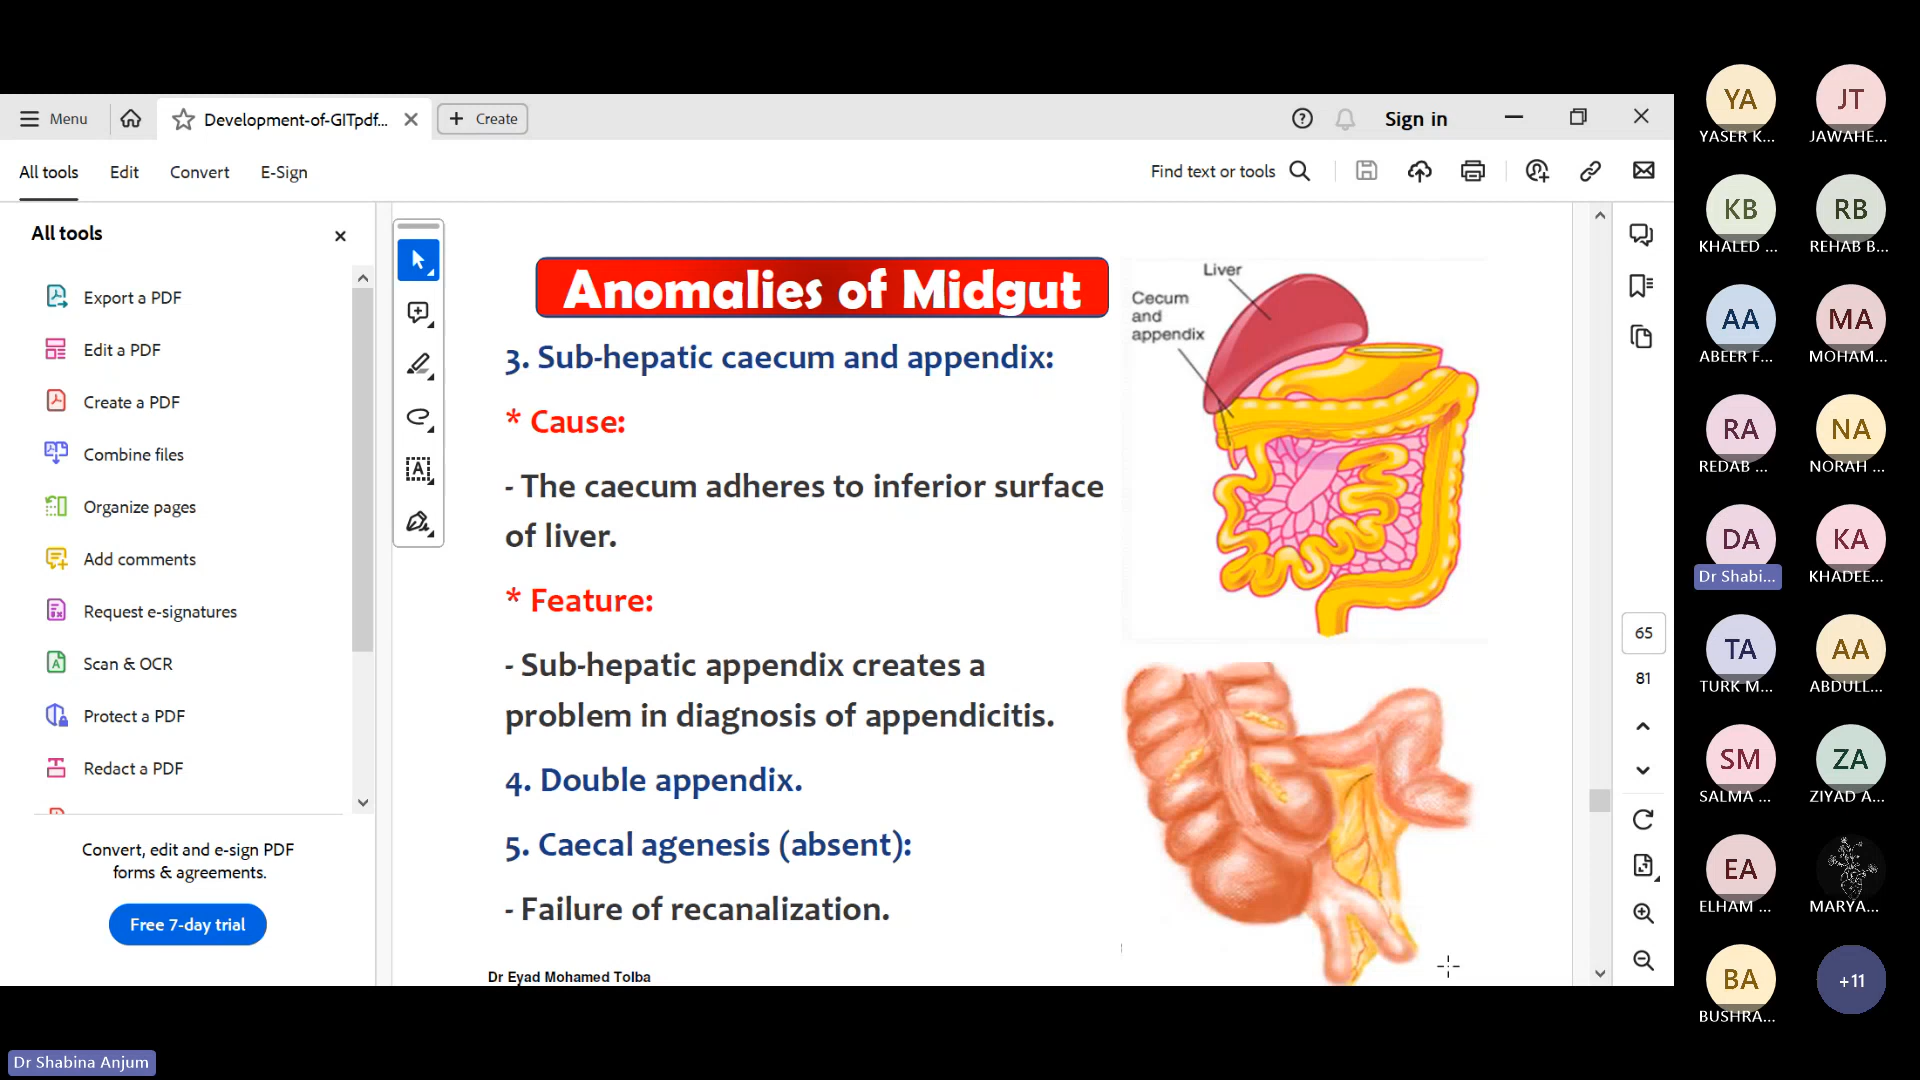 Menu
Development-of-GITpdf...
Create
Sign in
All tools
Edit
Convert
E-Sign
Find text or tools
All tools
Export a PDF
Edit a PDF
Create a PDF
Combine files
Organize pages
Add comments
Request e-signatures
Scan & OCR
Protect a PDF
Redact a PDF
Convert, edit and e-sign PDF
forms & agreements.
Free 7-day trial
Anomalies of Midgut
3. Sub-hepatic caecum and appendix:
* Cause:
- The caecum adheres to inferior surface
of liver.
* Feature:
- Sub-hepatic appendix creates a
problem in diagnosis of appendicitis.
4. Double appendix.
5. Caecal agenesis (absent):
- Failure of recanalization.
Dr Eyad Mohamed Tolba
Liver
Cecum
and
appendix
65
81
YA
YASER K...
JT
JAWAHE...
KB
KHALED ...
RB
REHAB B...
AA
ABEER F...
MA
MOHAM...
RA
REDAB ...
NA
NORAH ...
DA
Dr Shabi...
KA
KHADEE...
TA
TURK M...
AA
ABDULL...
SM
SALMA ...
ZA
ZIYAD A...
EA
ELHAM ...
MARYA...
BA
BUSHRA...
+11
Dr Shabina Anjum